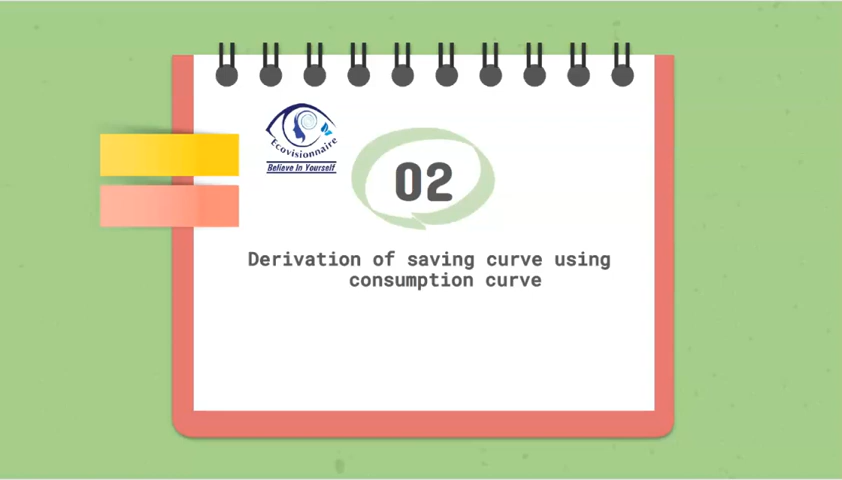 Ecovisionnaire
Believe In Yourself
02
Derivation of saving curve using
consumption curve